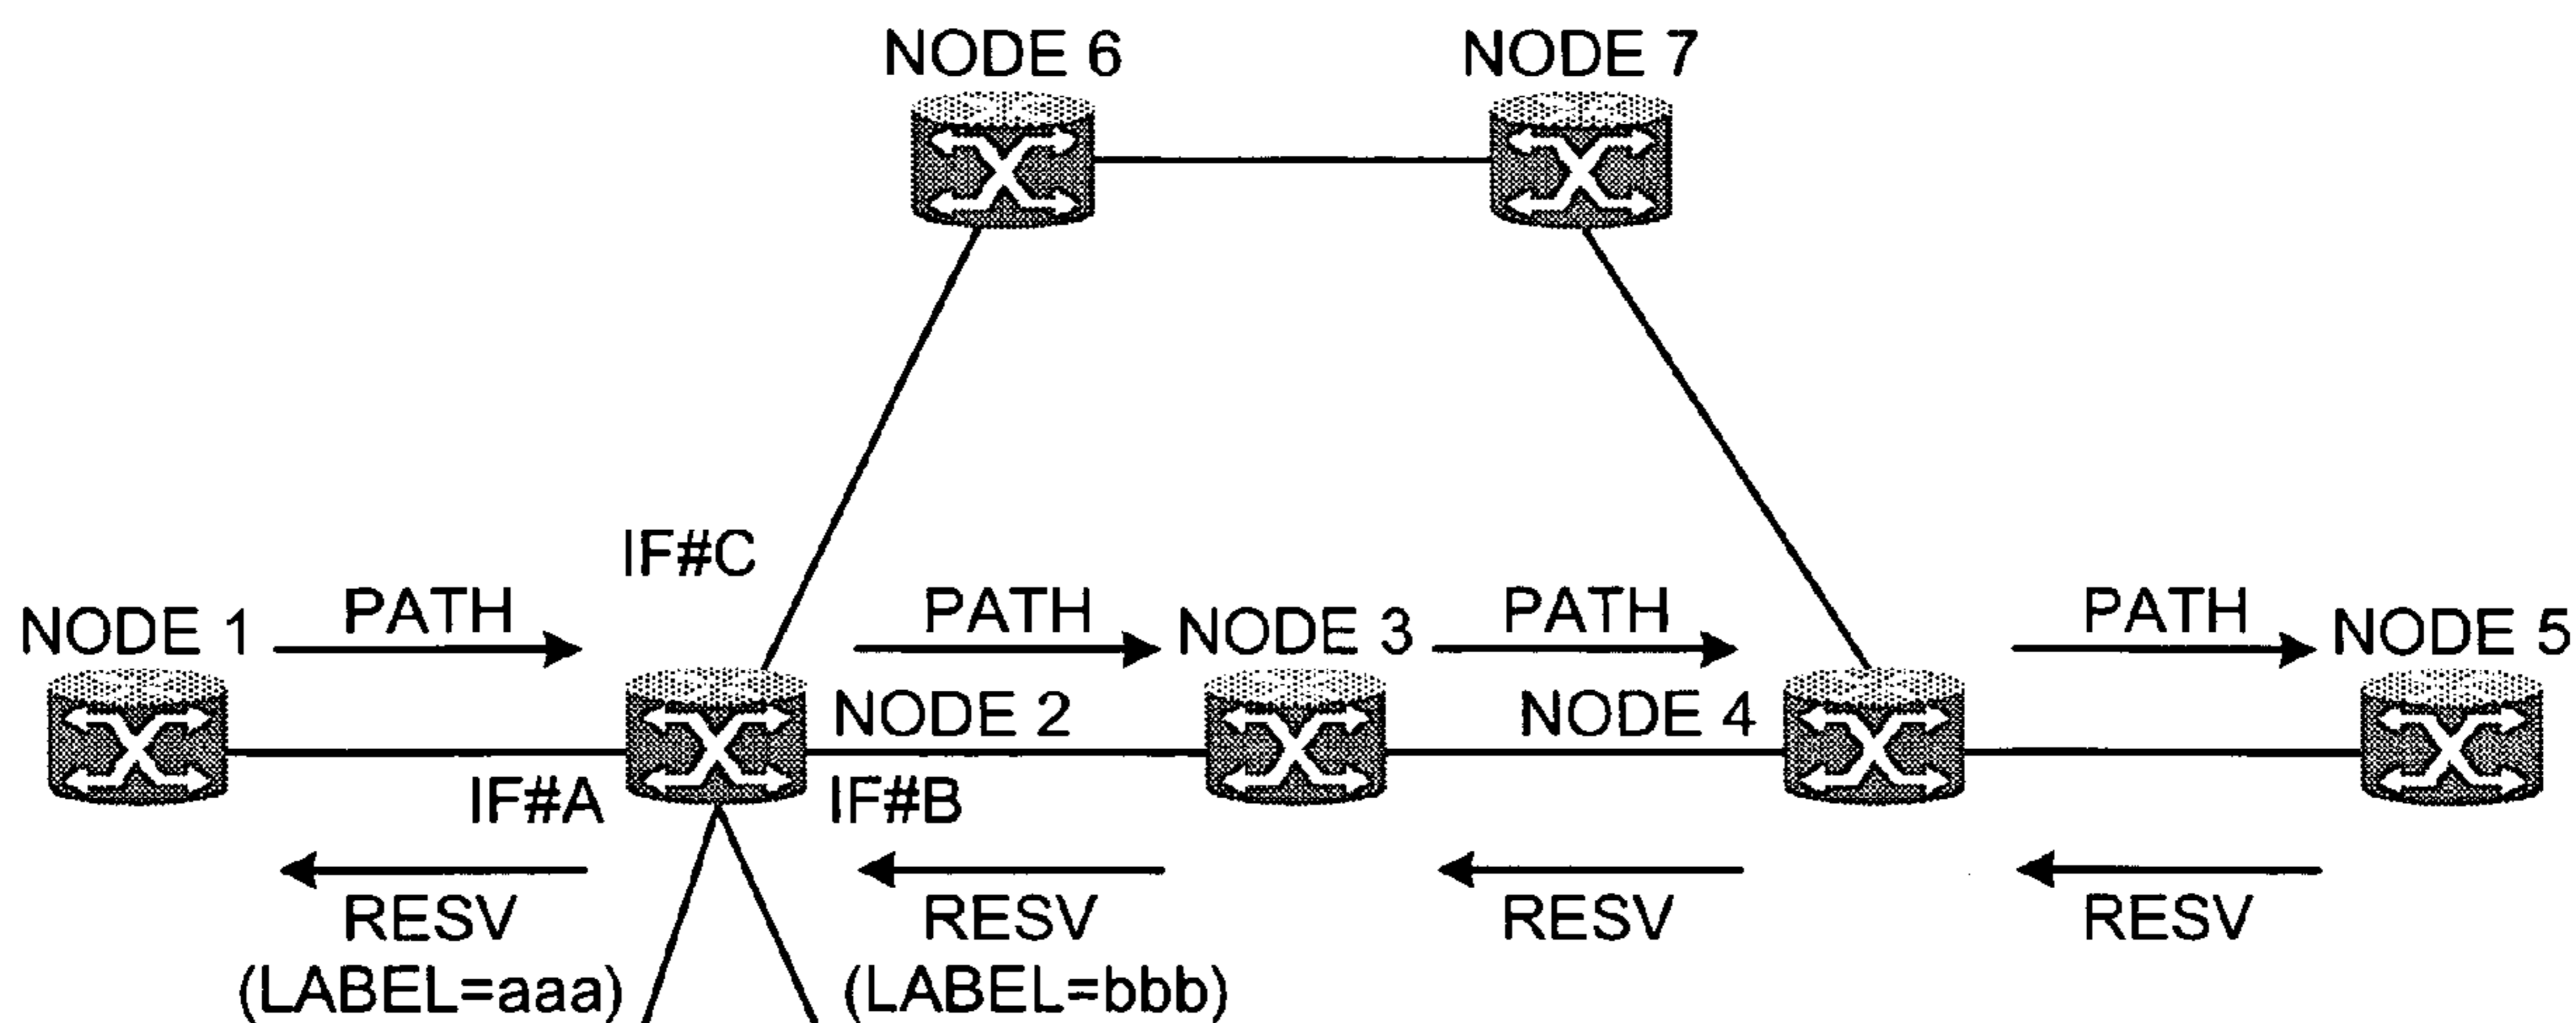 NODE 6
NODE 7
IF#C
NODE 1
PATH
PATH
NODE 3
PATH
PATH
NODE 5
NODE 2
NODE 4
IF#A
IF#B
RESV
(LABEL=aaa)
RESV
(LABEL=bbb)
RESV
RESV